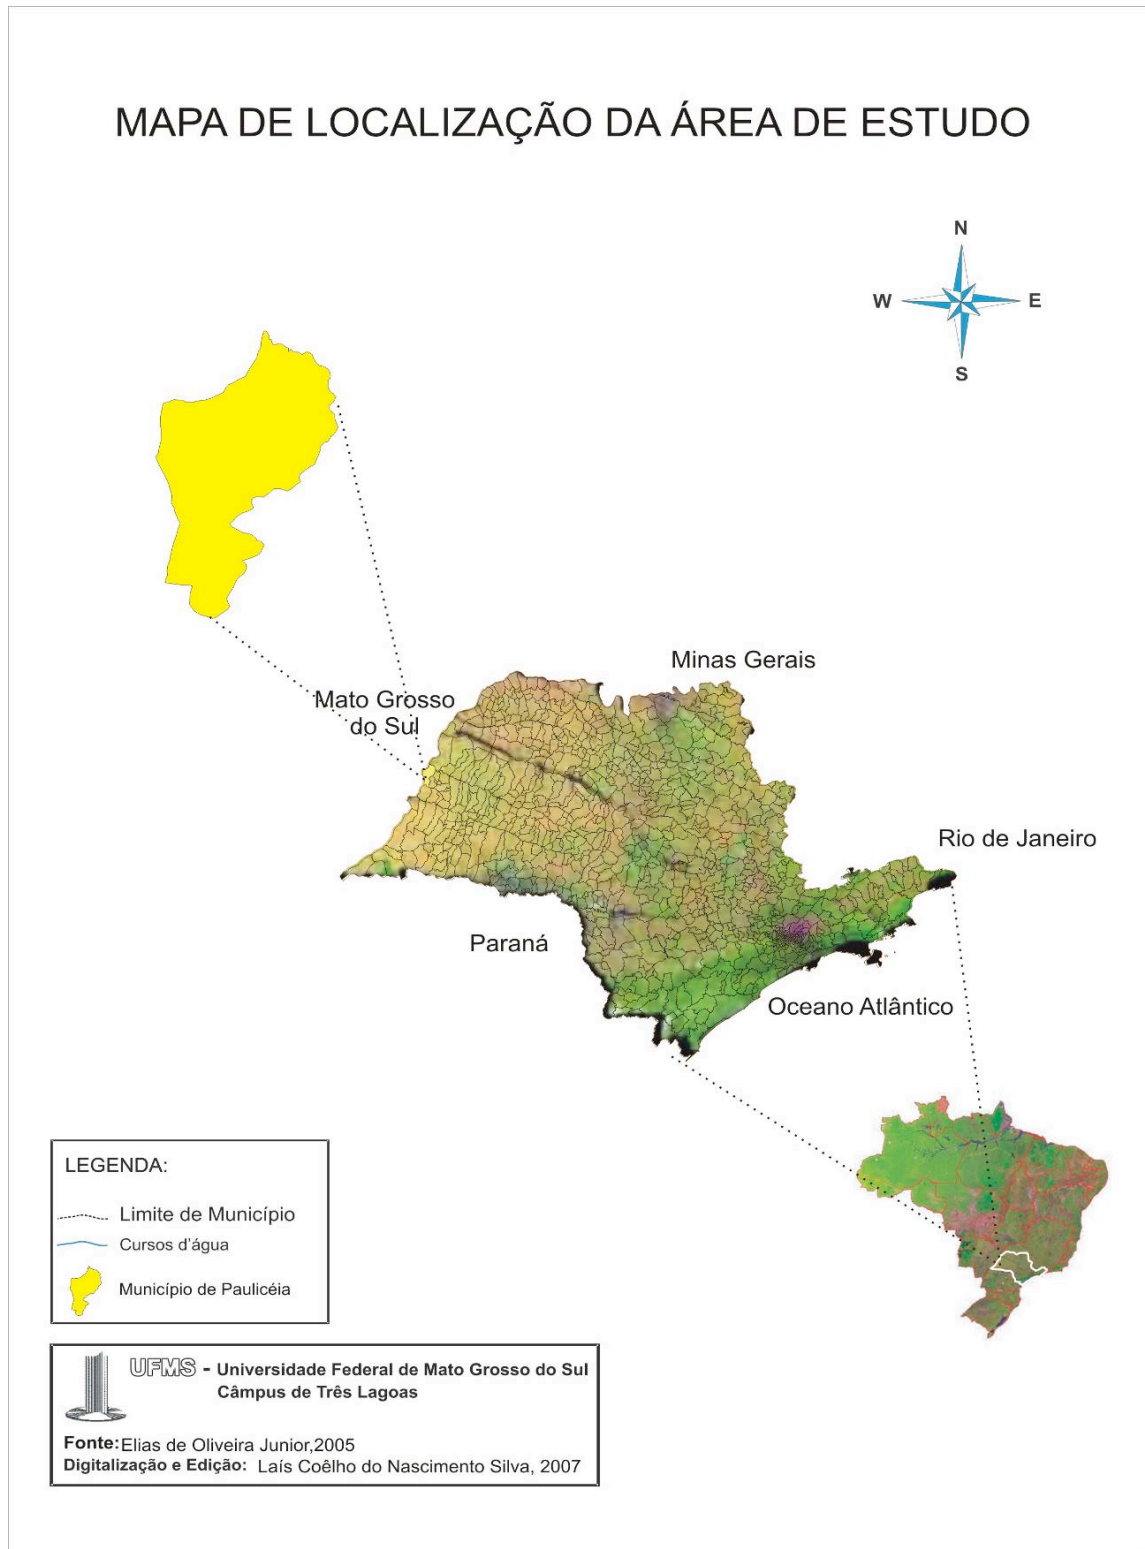 MAPA DE LOCALIZAÇÃO DA ÁREA DE ESTUDO
N
W
E
S
Minas Gerais
Mato Grosso
do Sul
Rio de Janeiro
Paraná
Oceano Atlântico
LEGENDA:
Limite de Município
Cursos d'água
Município de Paulicéia
UFMS - Universidade Federal de Mato Grosso do Sul
Câmpus de Três Lagoas
Fonte:Elias de Oliveira Junior,2005
Digitalização e Edição: Laís Coêlho do Nascimento Silva, 2007